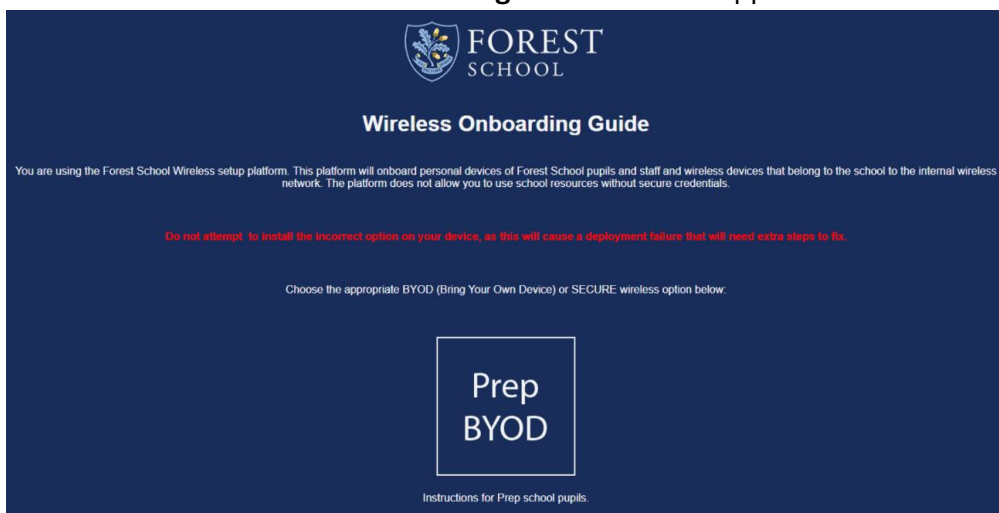 FOREST
SCHOOL
Wireless Onboarding Guide
You are using the Forest School Wireless setup platform. This platform will onboard personal devices of Forest School pupils and staff and wireless devices that belong to the school to the internal wireless
network. The platform does not allow you to use school resources without secure credentials.
Do not attempt to install the incorrect option on your device, as this will cause a deployment failure that will need extra steps to fix.
Choose the appropriate BYOD (Bring Your Own Device) or SECURE wireless option below:
Prep
BYOD
Instructions for Prep school pupils.